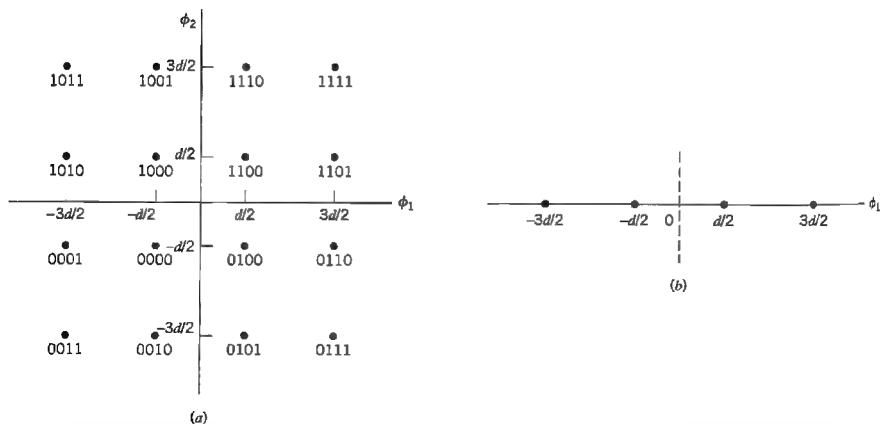 ϕ2
3d/2
1011 1001 1110 1111
d/2
1010 1000 1100 1101
ϕ1
−3d/2 −d/2 d/2 3d/2
−d/2
0001 0000 0100 0110
−3d/2
0011 0010 0101 0111
(a)
ϕ1
−3d/2 −d/2 0 d/2 3d/2
(b)